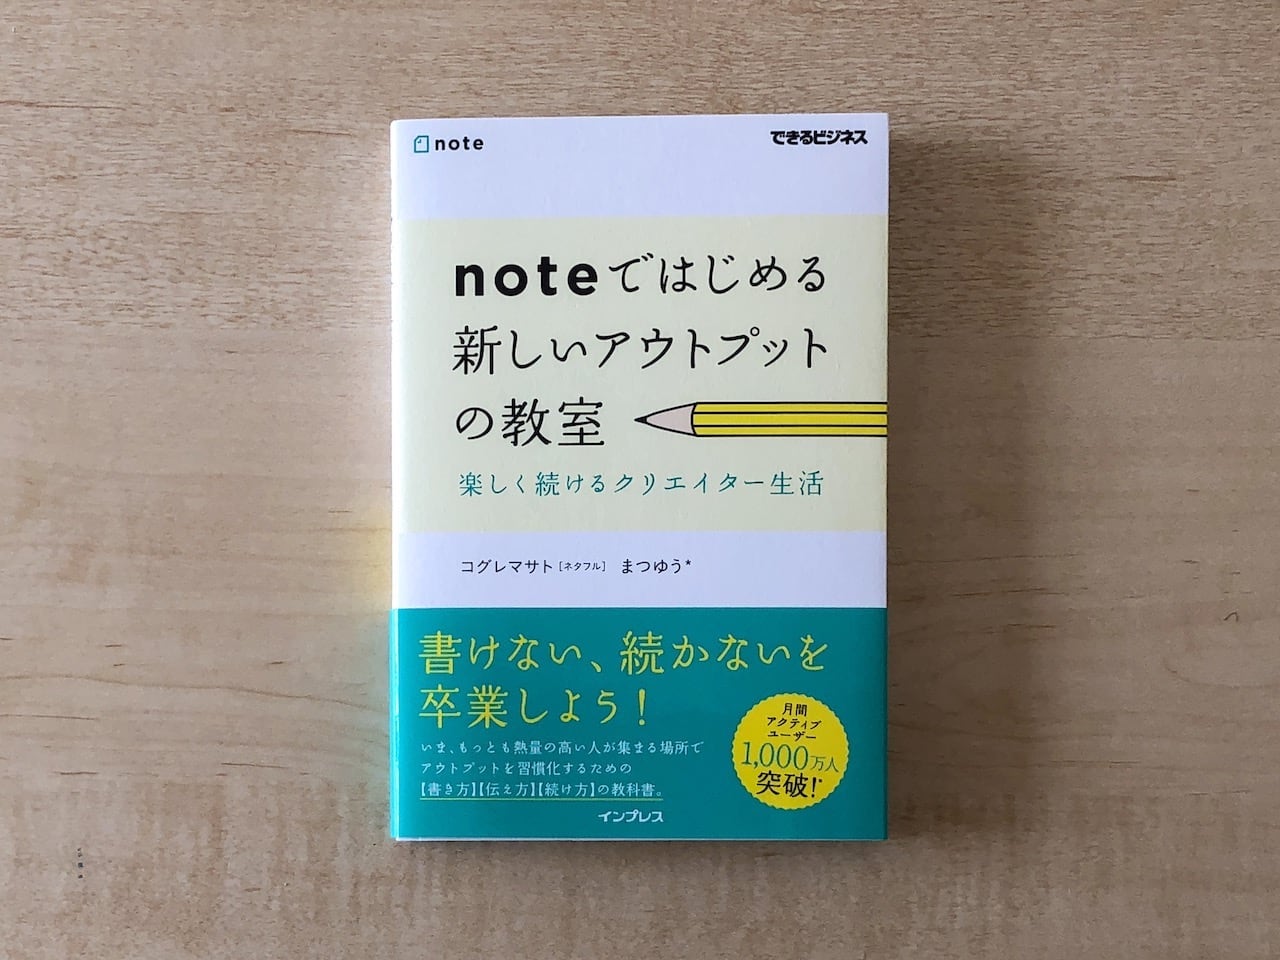 note
できるビジネス
noteではじめる
新しいアウトプット
の教室
楽しく続けるクリエイター生活
コグレマサト[ネタフル] まつゆう*
書けない、続かないを
卒業しよう!
いま、もっとも熱量の高い人が集まる場所で
アウトプットを習慣化するための
【書き方】【伝え方】【続け方】の教科書。
月間
アクティブ
ユーザー
1,000万人
突破!
インプレス